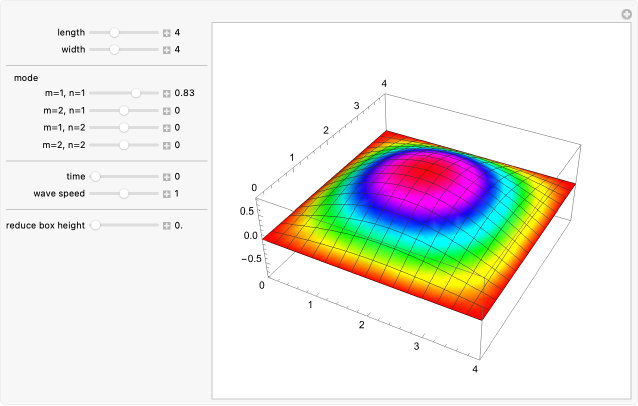 length 4
width 4
mode
m=1, n=1 0.83
m=2, n=1 0
m=1, n=2 0
m=2, n=2 0
time 0
wave speed 1
reduce box height 0.
4
3
2
1
0
0.5
0.0
−0.5
0
1
2
3
4